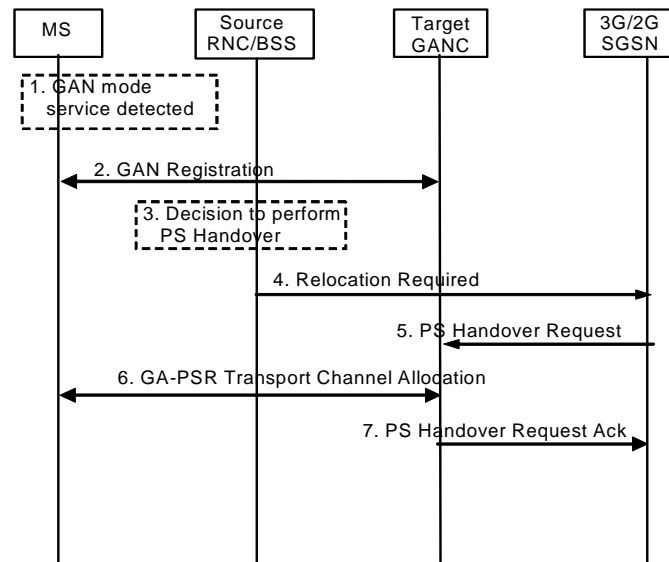 MS
Source
RNC/BSS
Target
GANC
3G/2G
SGSN
1. GAN mode
service detected
2. GAN Registration
3. Decision to perform
PS Handover
4. Relocation Required
5. PS Handover Request
6. GA-PSR Transport Channel Allocation
7. PS Handover Request Ack